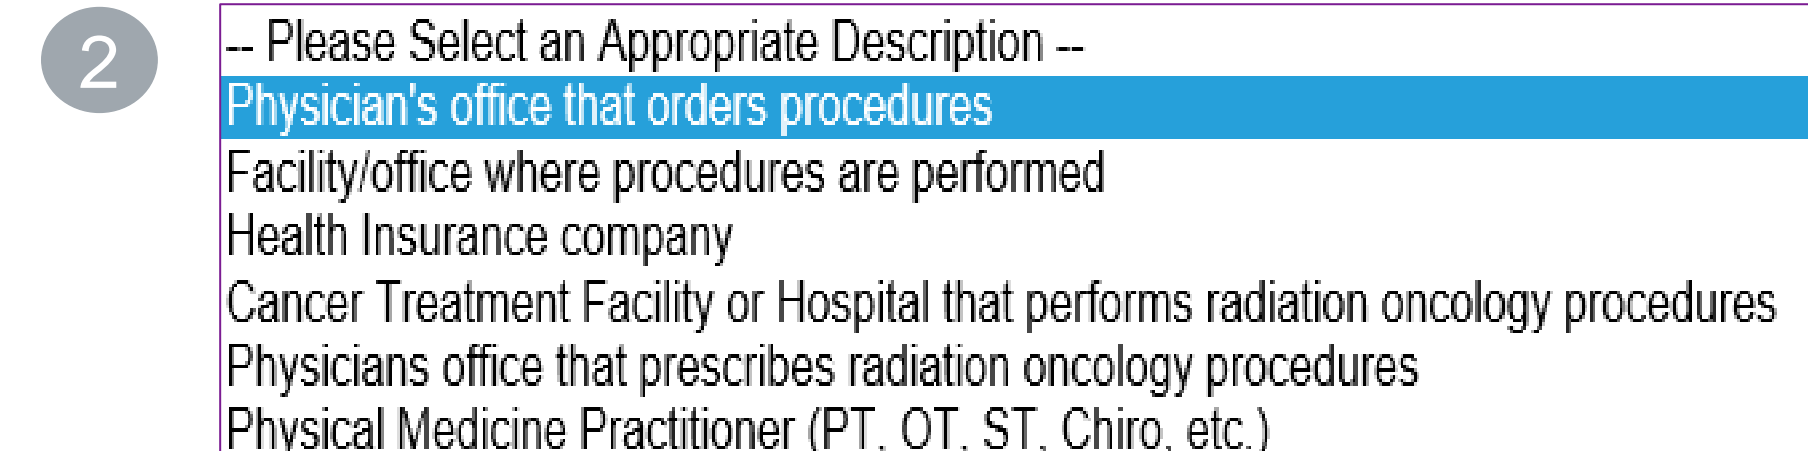 2
-- Please Select an Appropriate Description --
Physician's office that orders procedures
Facility/office where procedures are performed
Health Insurance company
Cancer Treatment Facility or Hospital that performs radiation oncology procedures
Physicians office that prescribes radiation oncology procedures
Physical Medicine Practitioner (PT, OT, ST, Chiro, etc.)